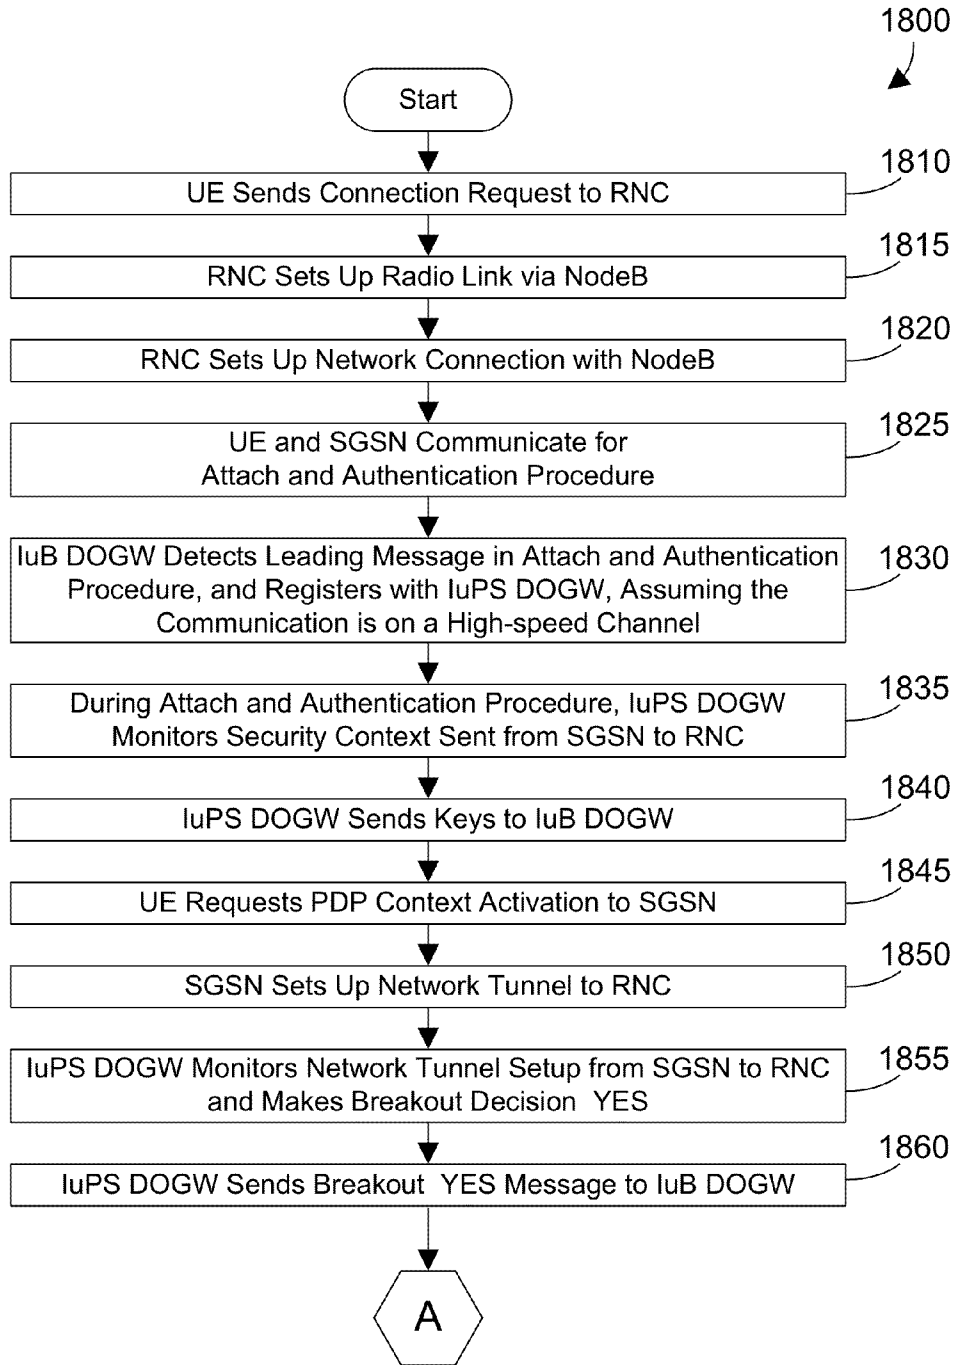 1800
Start
1810
UE Sends Connection Request to RNC
1815
RNC Sets Up Radio Link via NodeB
1820
RNC Sets Up Network Connection with NodeB
1825
UE and SGSN Communicate for
Attach and Authentication Procedure
1830
IuB DOGW Detects Leading Message in Attach and Authentication
Procedure, and Registers with IuPS DOGW, Assuming the
Communication is on a High-speed Channel
1835
During Attach and Authentication Procedure, IuPS DOGW
Monitors Security Context Sent from SGSN to RNC
1840
IuPS DOGW Sends Keys to IuB DOGW
1845
UE Requests PDP Context Activation to SGSN
1850
SGSN Sets Up Network Tunnel to RNC
1855
IuPS DOGW Monitors Network Tunnel Setup from SGSN to RNC
and Makes Breakout Decision YES
1860
IuPS DOGW Sends Breakout YES Message to IuB DOGW
A